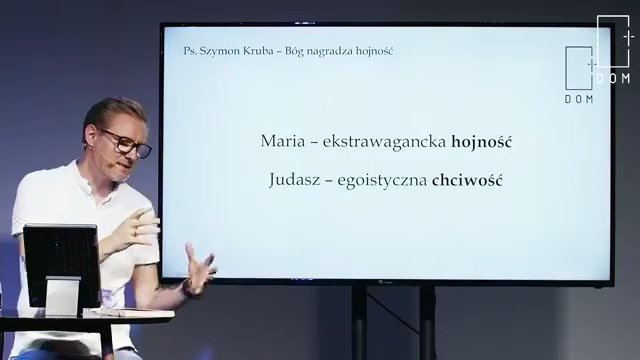 Ps. Szymon Kruba – Bóg nagradza hojność
DOM
DOM
Maria – ekstrawagancka hojność
Judasz – egoistyczna chciwość